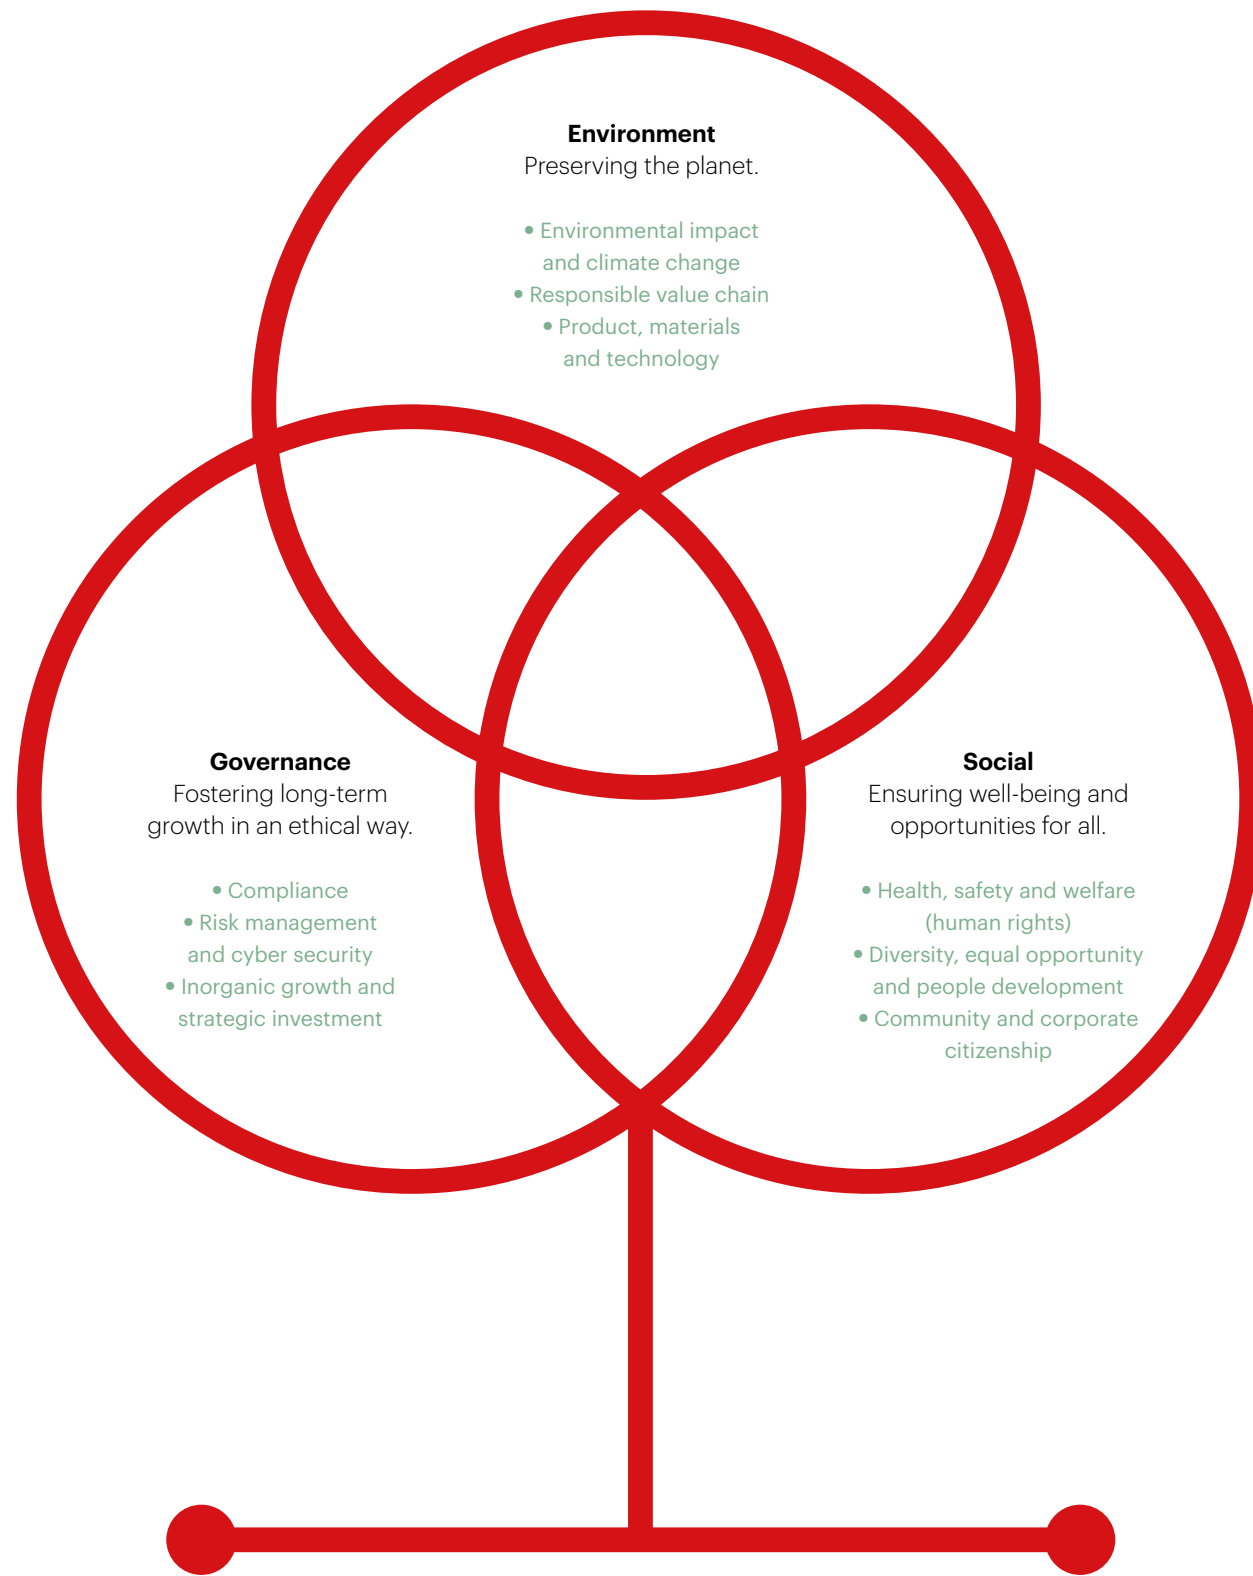 Environment
Preserving the planet.
• Environmental impact
and climate change
• Responsible value chain
• Product, materials
and technology
Governance
Fostering long-term
growth in an ethical way.
• Compliance
• Risk management
and cyber security
• Inorganic growth and
strategic investment
Social
Ensuring well-being and
opportunities for all.
• Health, safety and welfare
(human rights)
• Diversity, equal opportunity
and people development
• Community and corporate
citizenship